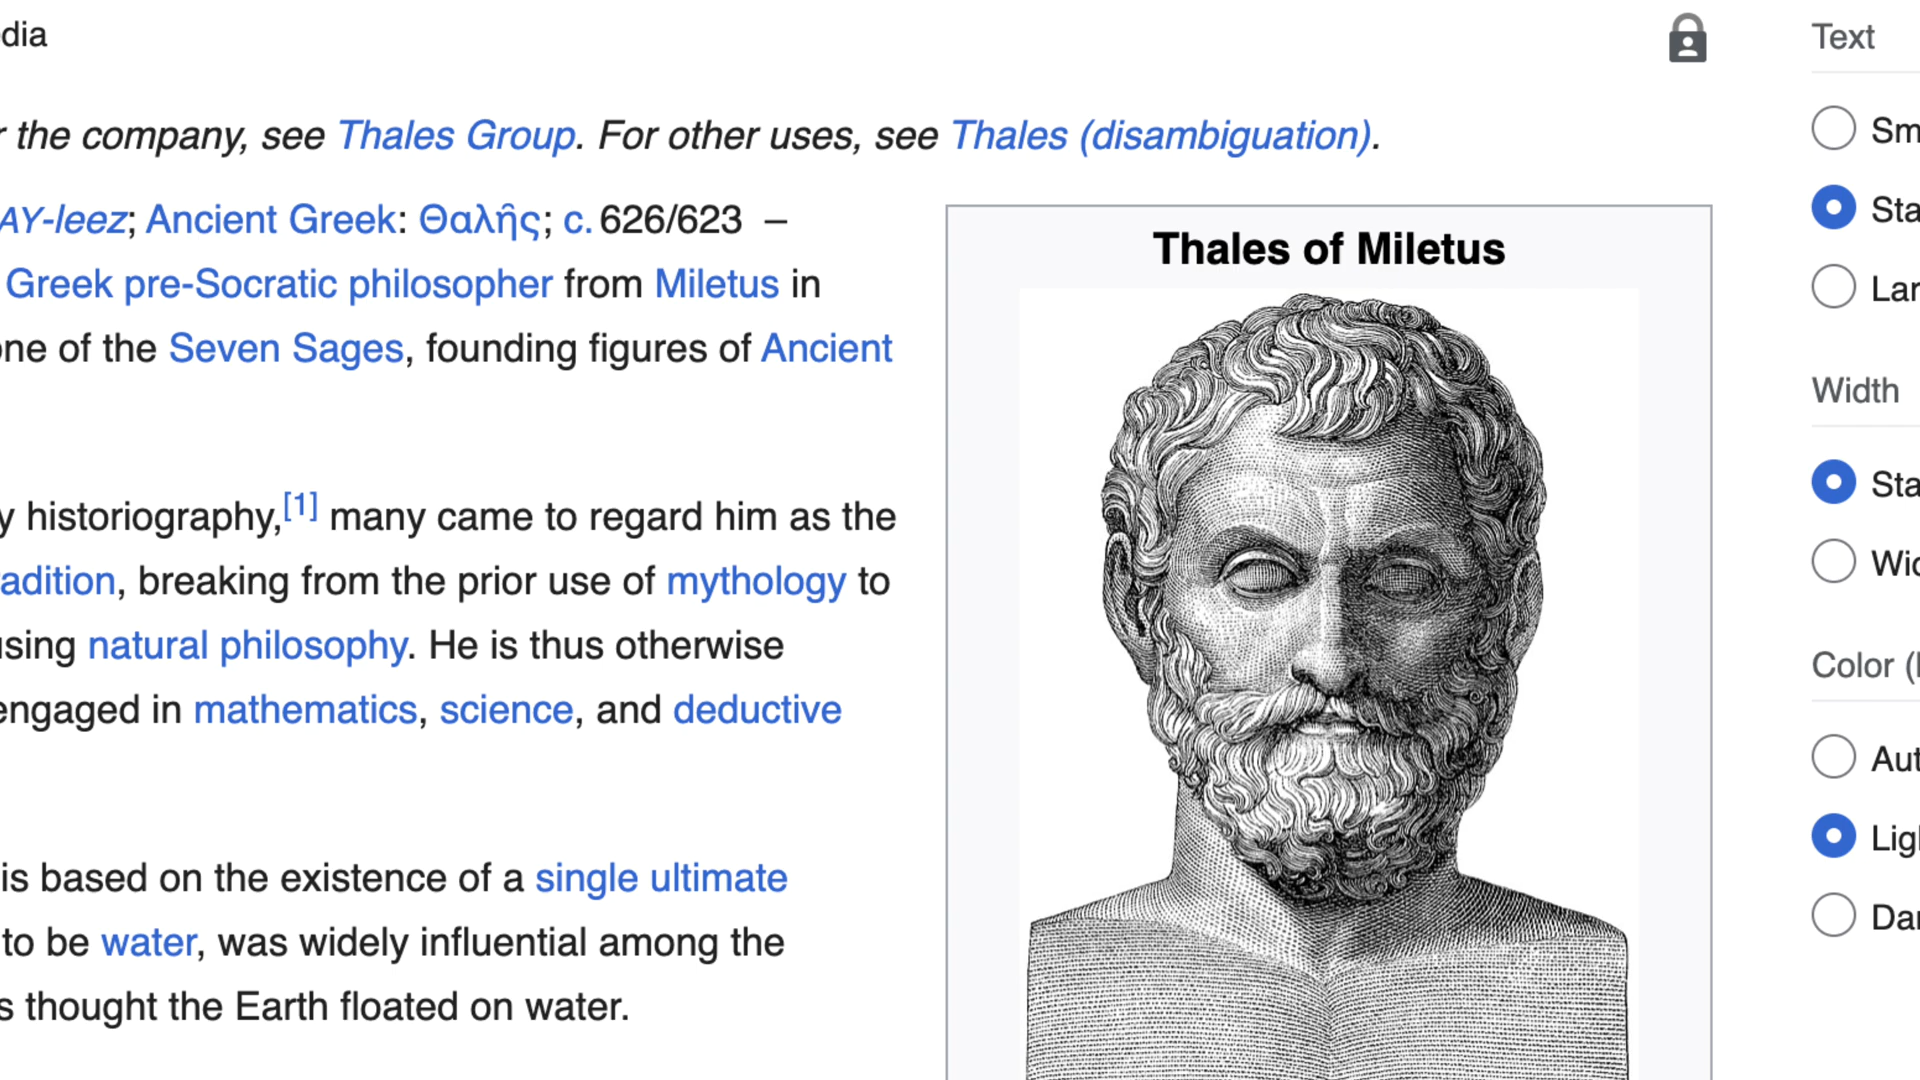 dia
the company, see Thales Group. For other uses, see Thales (disambiguation).
AY-leez; Ancient Greek: Θαλῆς; c. 626/623 –
Greek pre-Socratic philosopher from Miletus in
one of the Seven Sages, founding figures of Ancient
historiography,[1] many came to regard him as the
adition, breaking from the prior use of mythology to
using natural philosophy. He is thus otherwise
engaged in mathematics, science, and deductive
is based on the existence of a single ultimate
to be water, was widely influential among the
thought the Earth floated on water.
Thales of Miletus
Text
Sm
Sta
Lar
Width
Sta
Wid
Color (
Aut
Lig
Dar